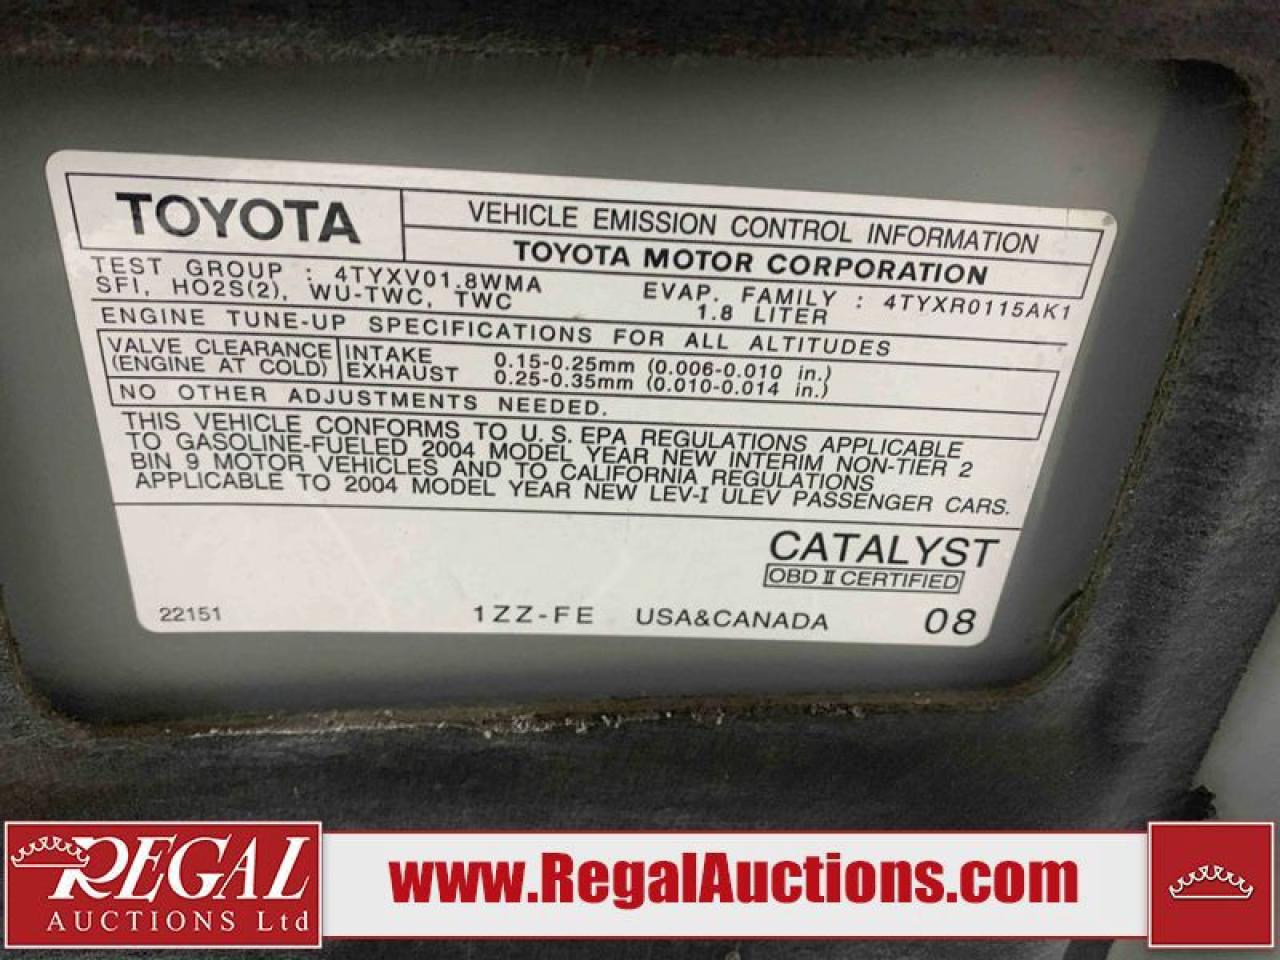 TOYOTA
VEHICLE EMISSION CONTROL INFORMATION
TOYOTA MOTOR CORPORATION
TEST GROUP : 4TYXV01.8WMA
EVAP. FAMILY : 4TYXR0115AK1
SFI, HO2S(2), WU-TWC, TWC
1.8 LITER
ENGINE TUNE-UP SPECIFICATIONS FOR ALL ALTITUDES
VALVE CLEARANCE
(ENGINE AT COLD)
INTAKE 0.15-0.25mm (0.006-0.010 in.)
EXHAUST 0.25-0.35mm (0.010-0.014 in.)
NO OTHER ADJUSTMENTS NEEDED.
THIS VEHICLE CONFORMS TO U.S.EPA REGULATIONS APPLICABLE
TO GASOLINE-FUELED 2004 MODEL YEAR NEW INTERIM NON-TIER 2
BIN 9 MOTOR VEHICLES AND TO CALIFORNIA REGULATIONS
APPLICABLE TO 2004 MODEL YEAR NEW LEV-I ULEV PASSENGER CARS.
CATALYST
OBD II CERTIFIED
22151 1ZZ-FE USA&CANADA 08
REGAL
AUCTIONS Ltd
www.RegalAuctions.com